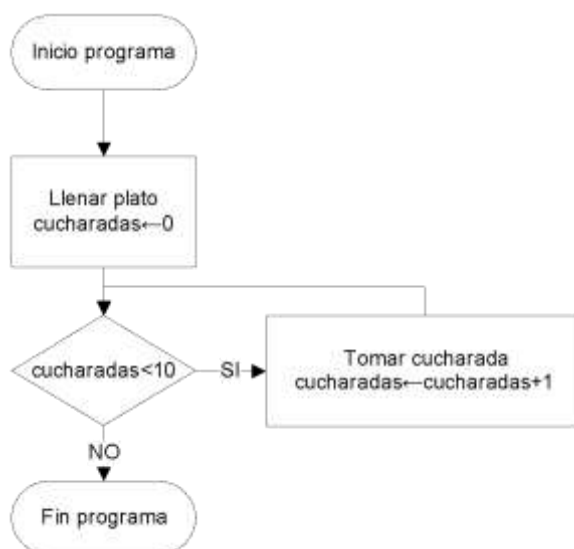 Inicio programa
Llenar plato
cucharadas←0
cucharadas<10
SI
Tomar cucharada
cucharadas←cucharadas+1
NO
Fin programa